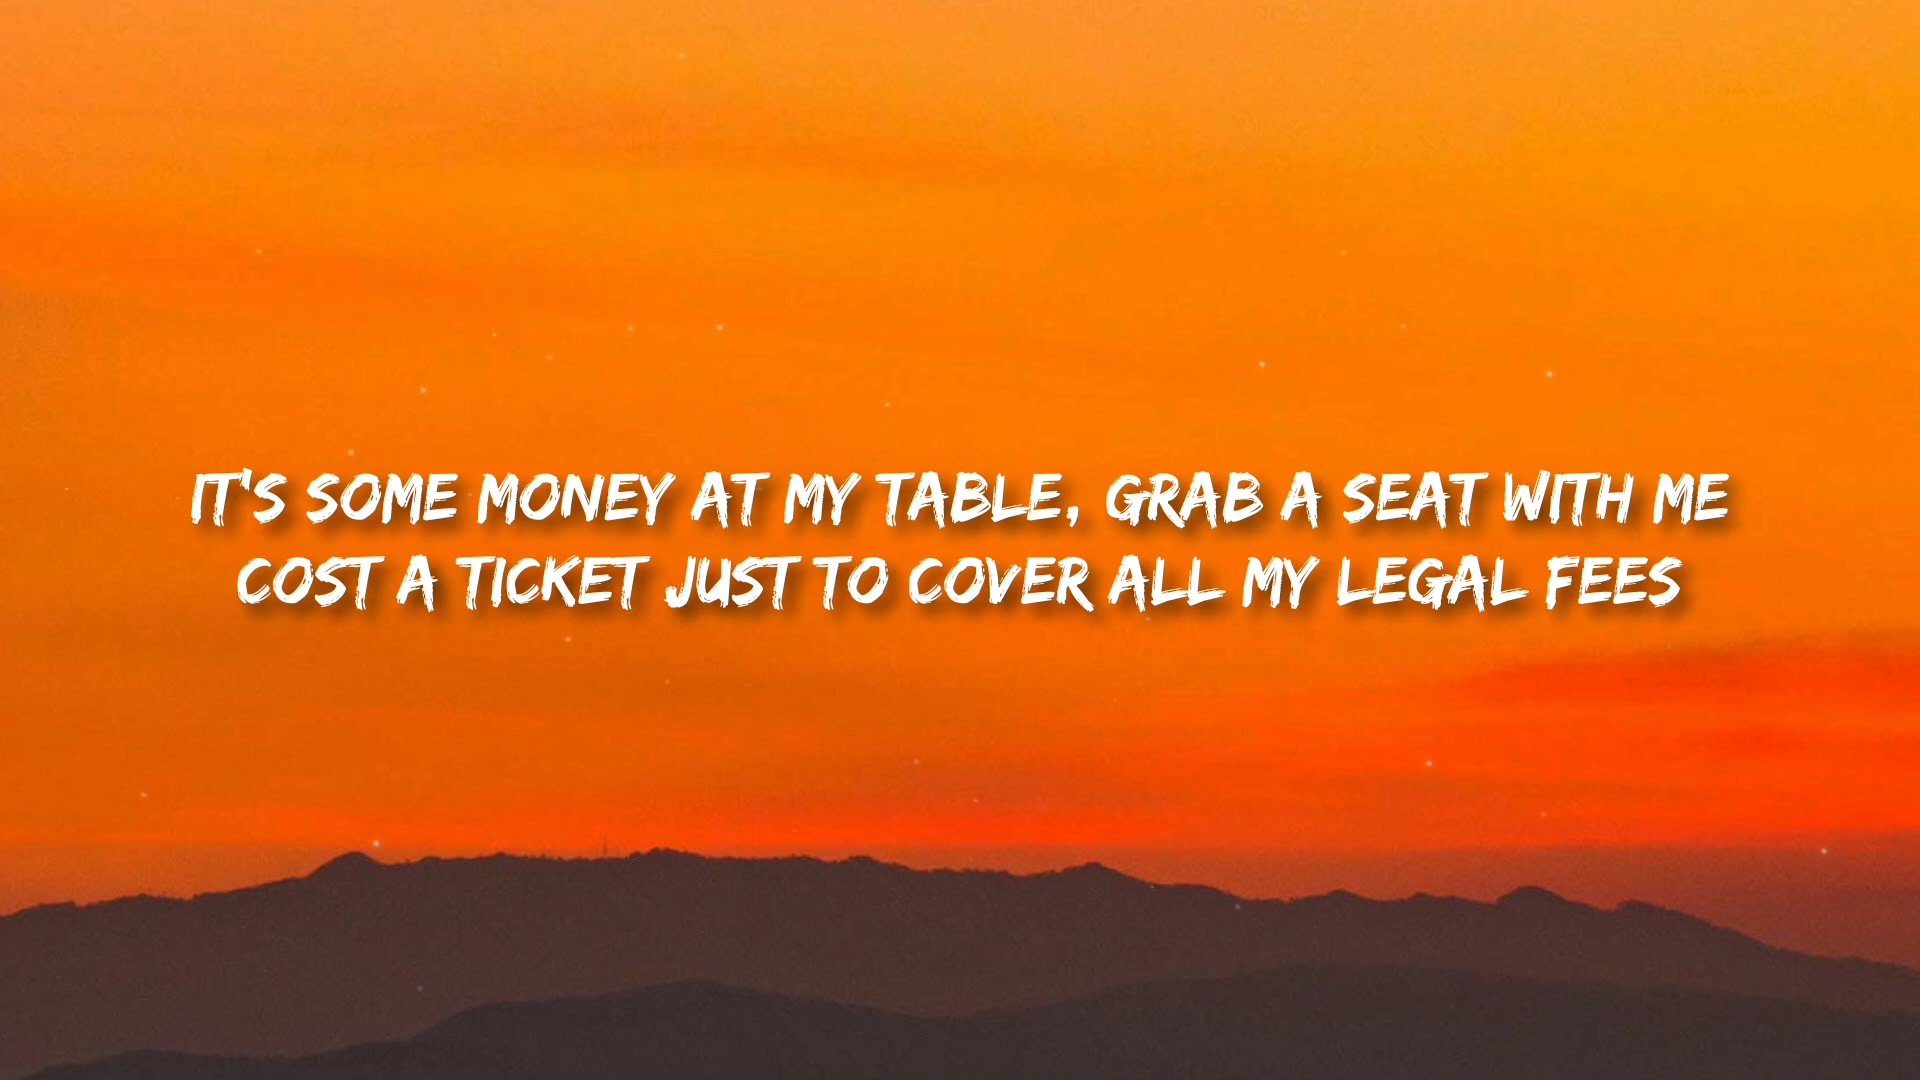 IT'S SOME MONEY AT MY TABLE, GRAB A SEAT WITH ME
COST A TICKET JUST TO COVER ALL MY LEGAL FEES